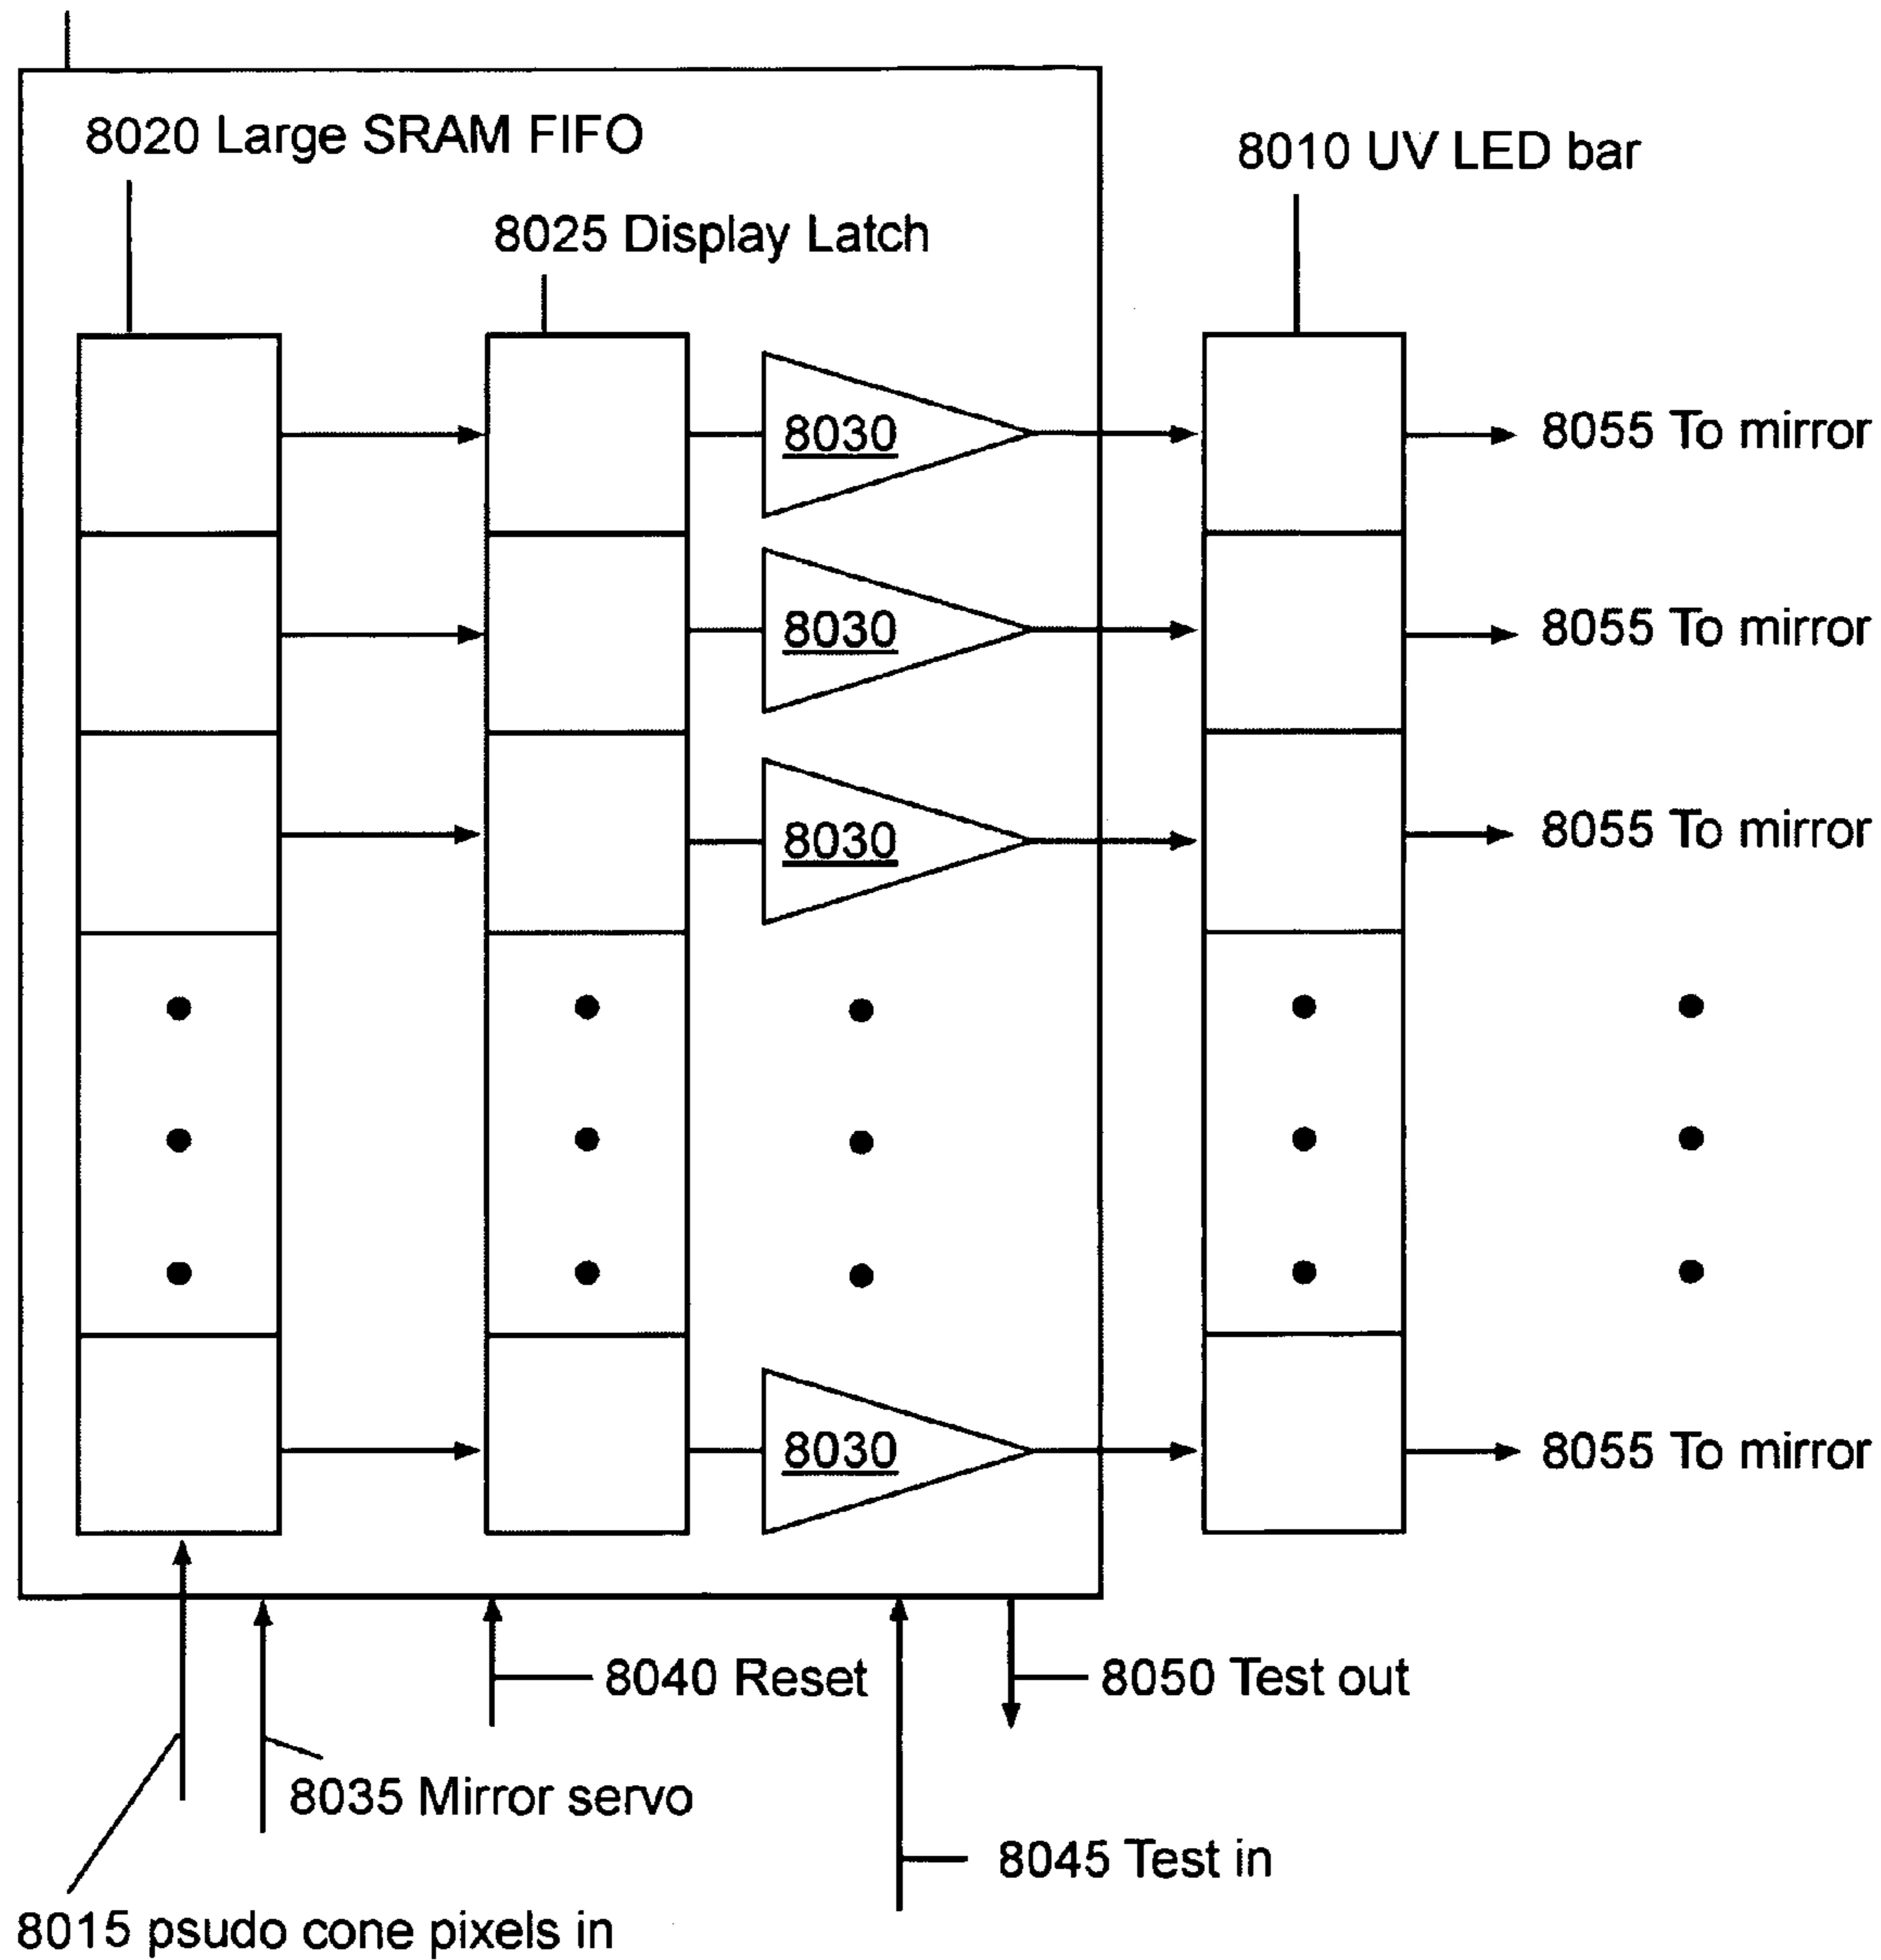 8020 Large SRAM FIFO
8010 UV LED bar
8025 Display Latch
8030
8055 To mirror
8030
8055 To mirror
8030
8055 To mirror
8030
8055 To mirror
8040 Reset
8050 Test out
8035 Mirror servo
8045 Test in
8015 psudo cone pixels in